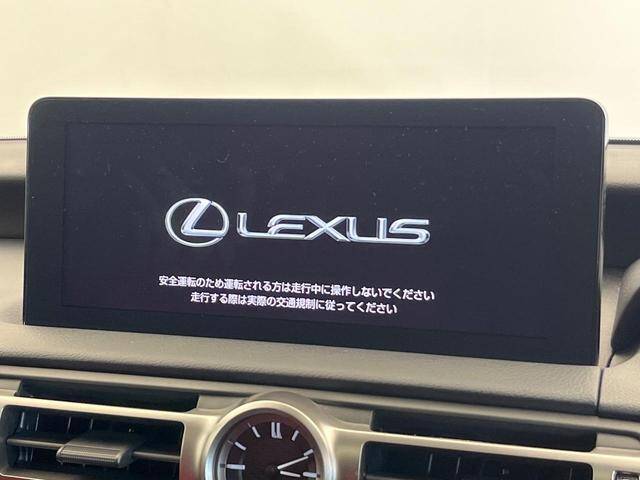 LEXUS
安全運転のため運転される方は走行中に操作しないでください
走行する際は実際の交通規制に従ってください